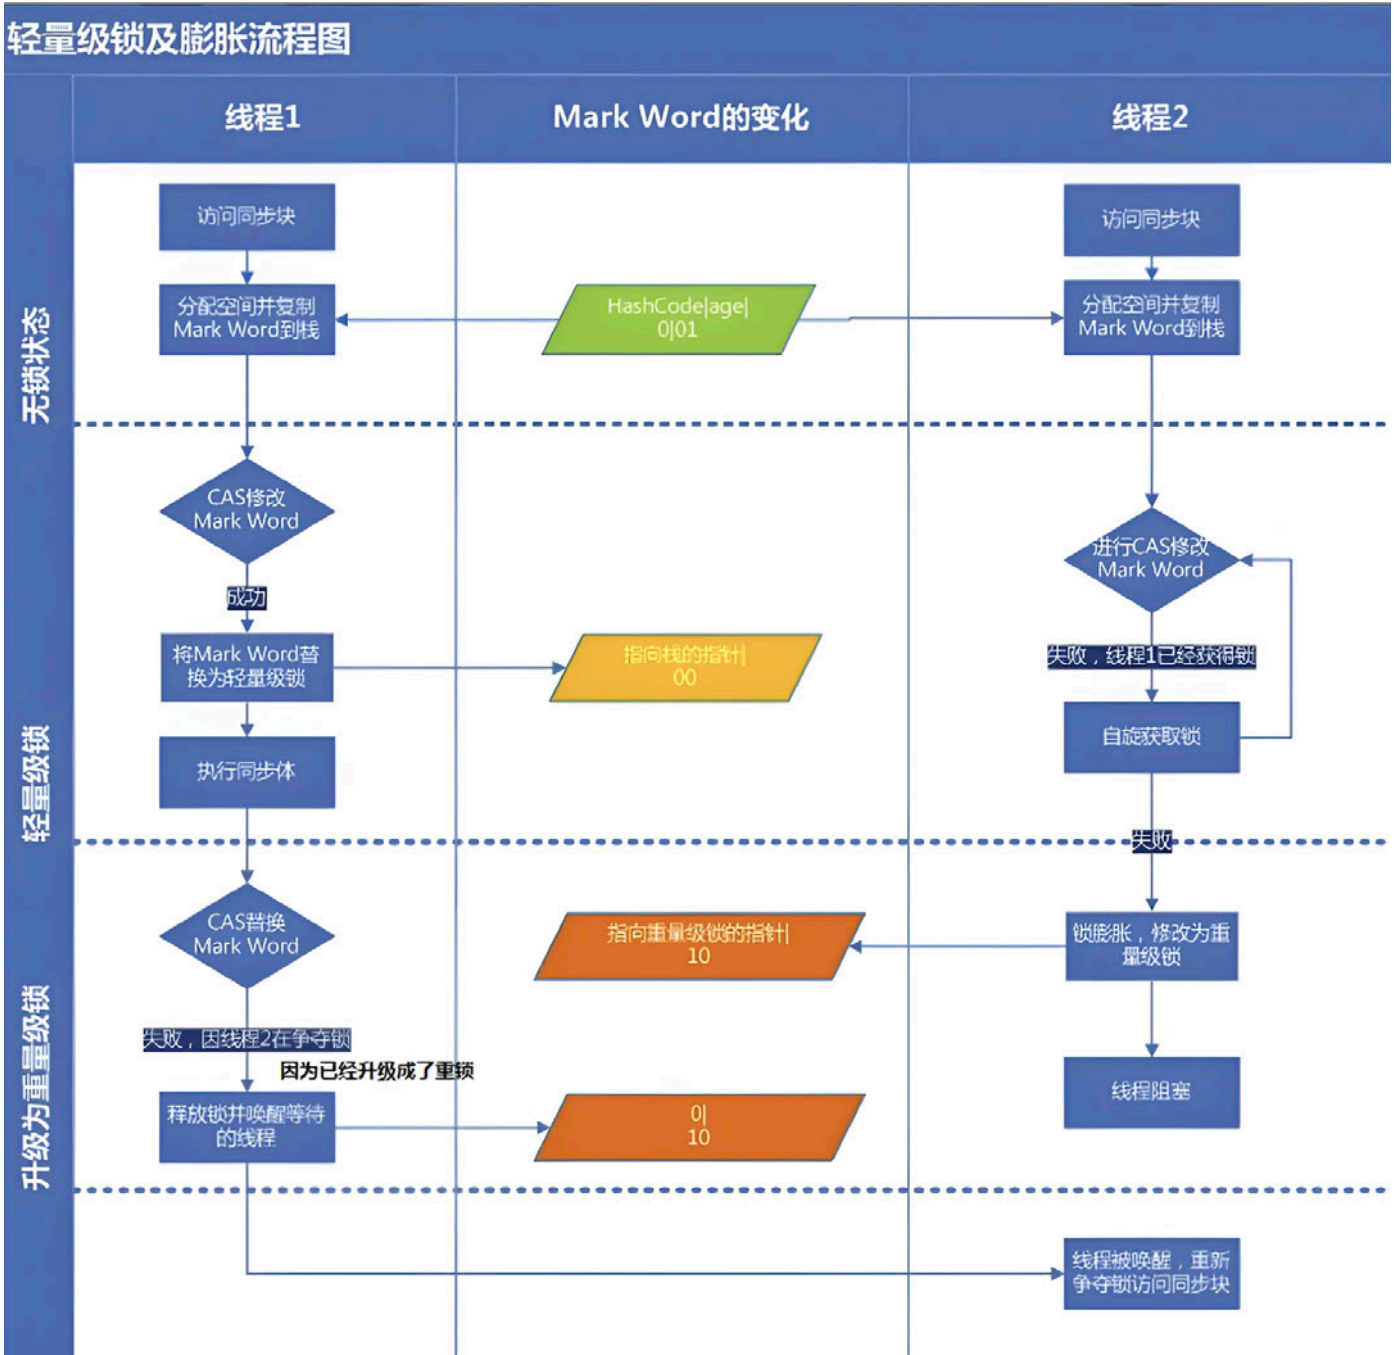 轻量级锁及膨胀流程图
线程1
Mark Word的变化
线程2
无锁状态
访问同步块
访问同步块
分配空间并复制
Mark Word到栈
HashCode|age|
0|01
分配空间并复制
Mark Word到栈
轻量级锁
CAS修改
Mark Word
进行CAS修改
Mark Word
成功
失败，线程1已经获得锁
将Mark Word替
换为轻量级锁
指向栈的指针|
00
自旋获取锁
执行同步体
失败
升级为重量级锁
CAS替换
Mark Word
指向重量级锁的指针|
10
锁膨胀，修改为重
量级锁
失败，因线程2在争夺锁
因为已经升级成了重锁
线程阻塞
释放锁并唤醒等待
的线程
0|
10
线程被唤醒，重新
争夺锁访问同步块